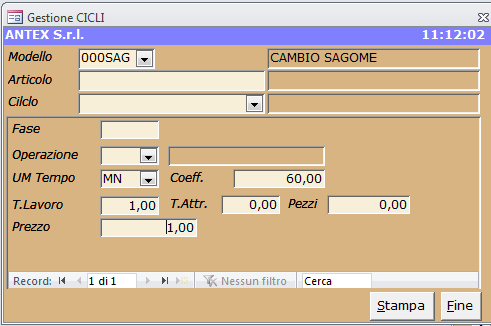 Gestione CICLI
ANTEX S.r.l. 11:12:02
Modello 000SAG CAMBIO SAGOME
Articolo
Ciclo
Fase
Operazione
UM Tempo MN Coeff. 60,00
T.Lavoro 1,00 T.Attr. 0,00 Pezzi 0,00
Prezzo 1,00
Record: 1 di 1 Nessun filtro Cerca
Stampa Fine